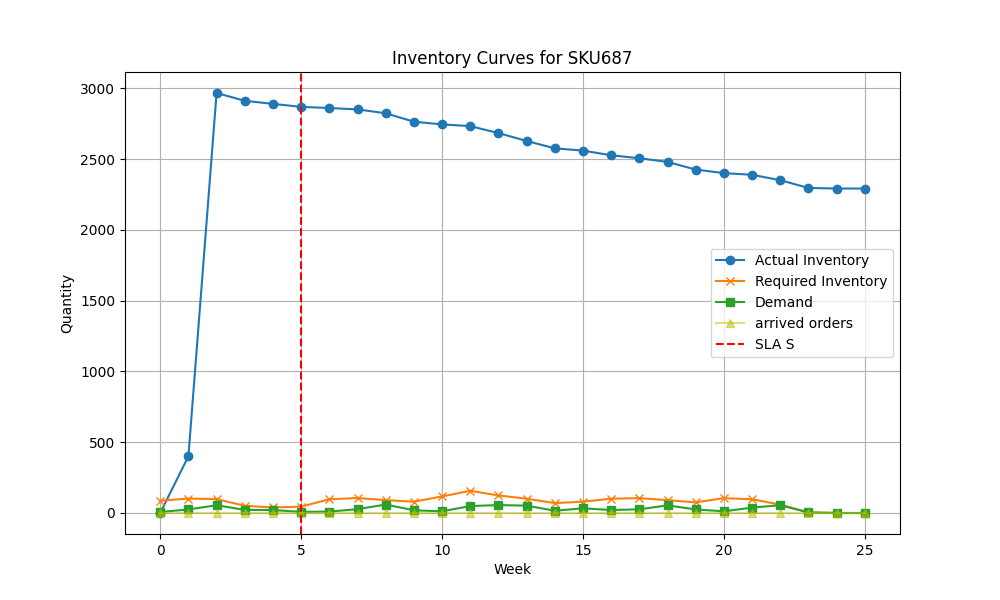 Inventory Curves for SKU687
3000
2500
2000
1500
1000
500
0
Quantity
Actual Inventory
Required Inventory
Demand
arrived orders
SLA S
0 5 10 15 20 25
Week